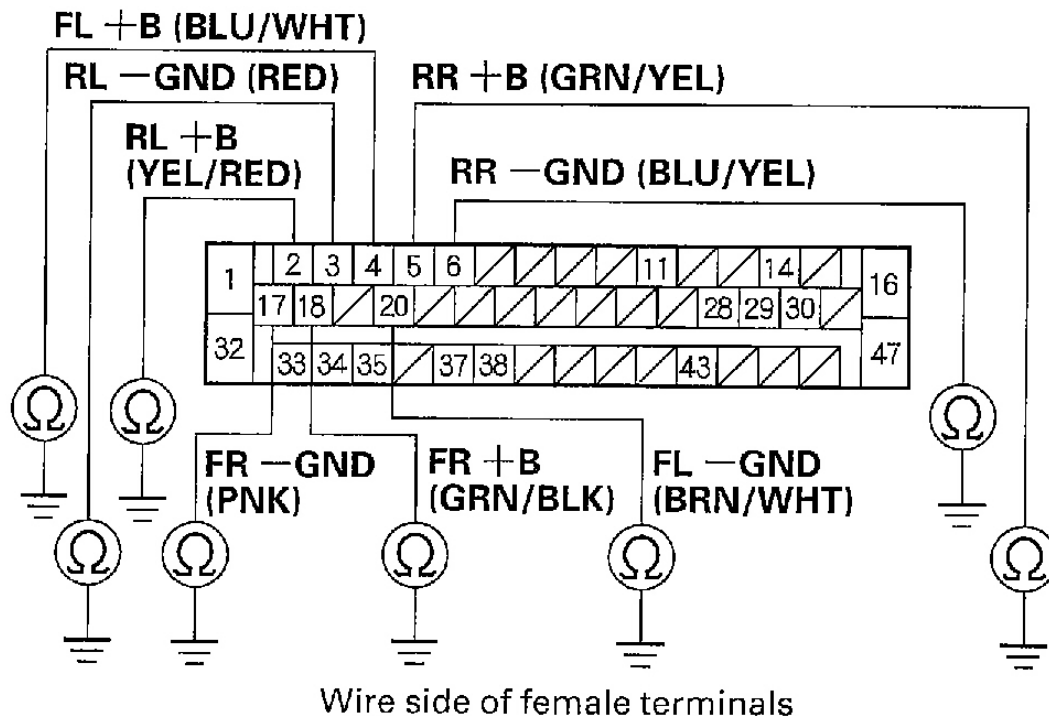 FL +B (BLU/WHT)
RL −GND (RED)
RR +B (GRN/YEL)
RL +B
(YEL/RED)
RR −GND (BLU/YEL)
1 2 3 4 5 6 11 14 16
17 18 20 28 29 30
32 33 34 35 37 38 43 47
Ω Ω Ω
FR −GND
(PNK)
FR +B
(GRN/BLK)
FL −GND
(BRN/WHT)
Ω Ω Ω Ω Ω
Wire side of female terminals